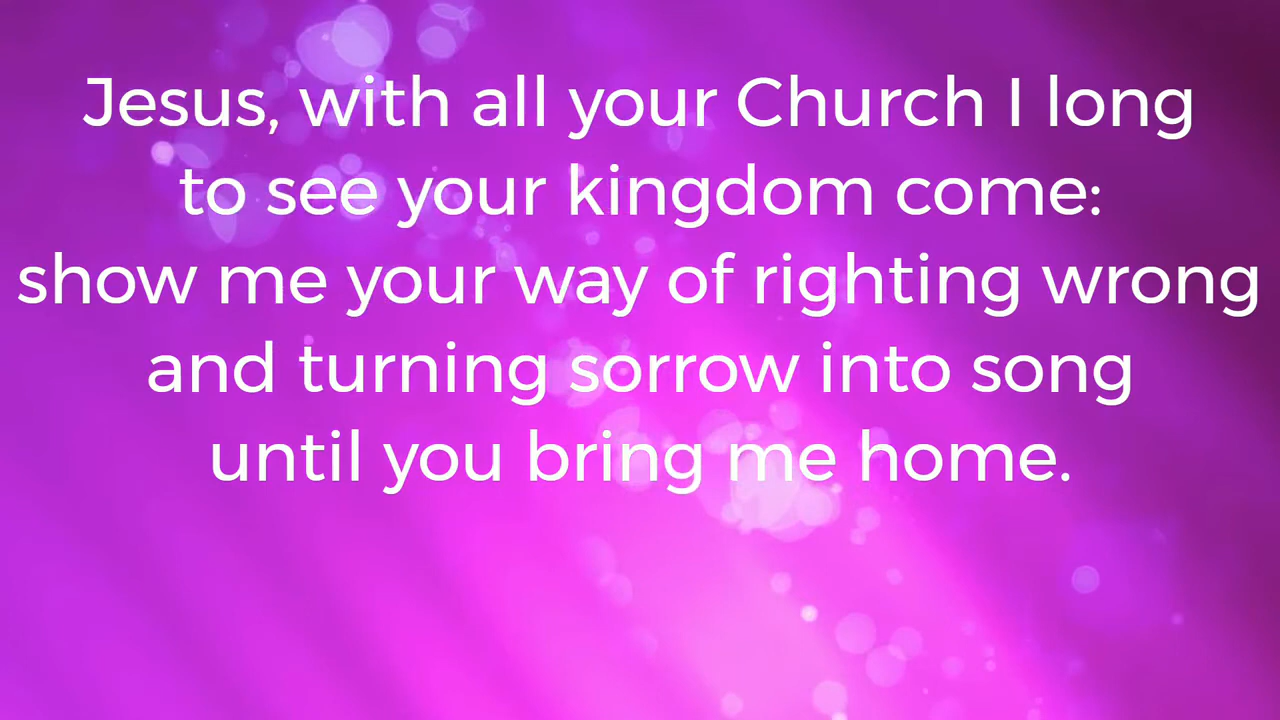 Jesus, with all your Church I long
to see your kingdom come:
show me your way of righting wrong
and turning sorrow into song
until you bring me home.